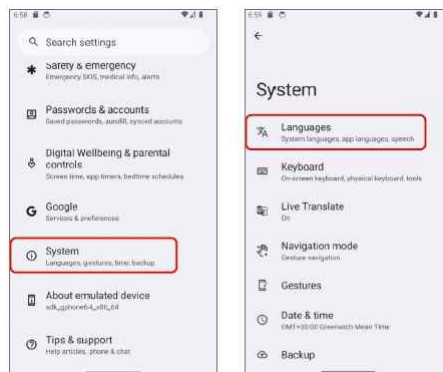 6:58
Search settings
Safety & emergency
Emergency SOS, medical info, alerts
Passwords & accounts
Saved passwords, autofill, synced accounts
Digital Wellbeing & parental
controls
Screen time, app timers, bedtime schedules
Google
Services & preferences
System
Languages, gestures, time, backup
About emulated device
sdk_gphone64_x86_64
Tips & support
Help articles, phone & chat
6:59
System
Languages
System languages, app languages, speech
Keyboard
On-screen keyboard, physical keyboard, tools
Live Translate
On
Navigation mode
Gesture navigation
Gestures
Date & time
GMT+00:00 Greenwich Mean Time
Backup